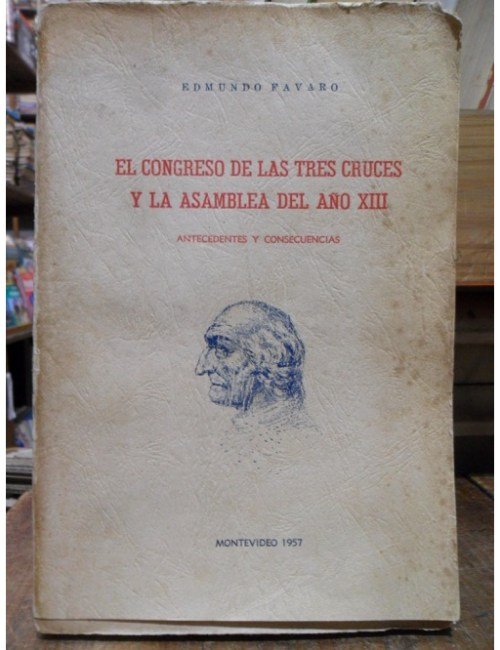 EDMUNDO FAVARO
EL CONGRESO DE LAS TRES CRUCES
Y LA ASAMBLEA DEL AÑO XIII
ANTECEDENTES Y CONSECUENCIAS
MONTEVIDEO 1957